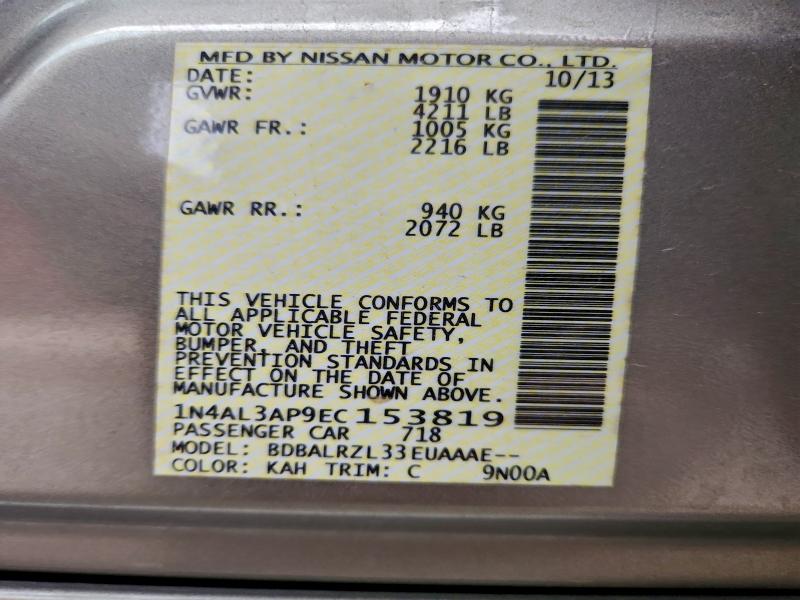 MFD BY NISSAN MOTOR CO., LTD.
DATE: 10/13
GVWR: 1910 KG
4211 LB
GAWR FR.: 1005 KG
2216 LB
GAWR RR.: 940 KG
2072 LB
THIS VEHICLE CONFORMS TO
ALL APPLICABLE FEDERAL
MOTOR VEHICLE SAFETY,
BUMPER, AND THEFT
PREVENTION STANDARDS IN
EFFECT ON THE DATE OF
MANUFACTURE SHOWN ABOVE.
1N4AL3AP9EC153819
PASSENGER CAR 718
MODEL: BDBALRZL33EUAAAE--
COLOR: KAH TRIM: C 9N00A